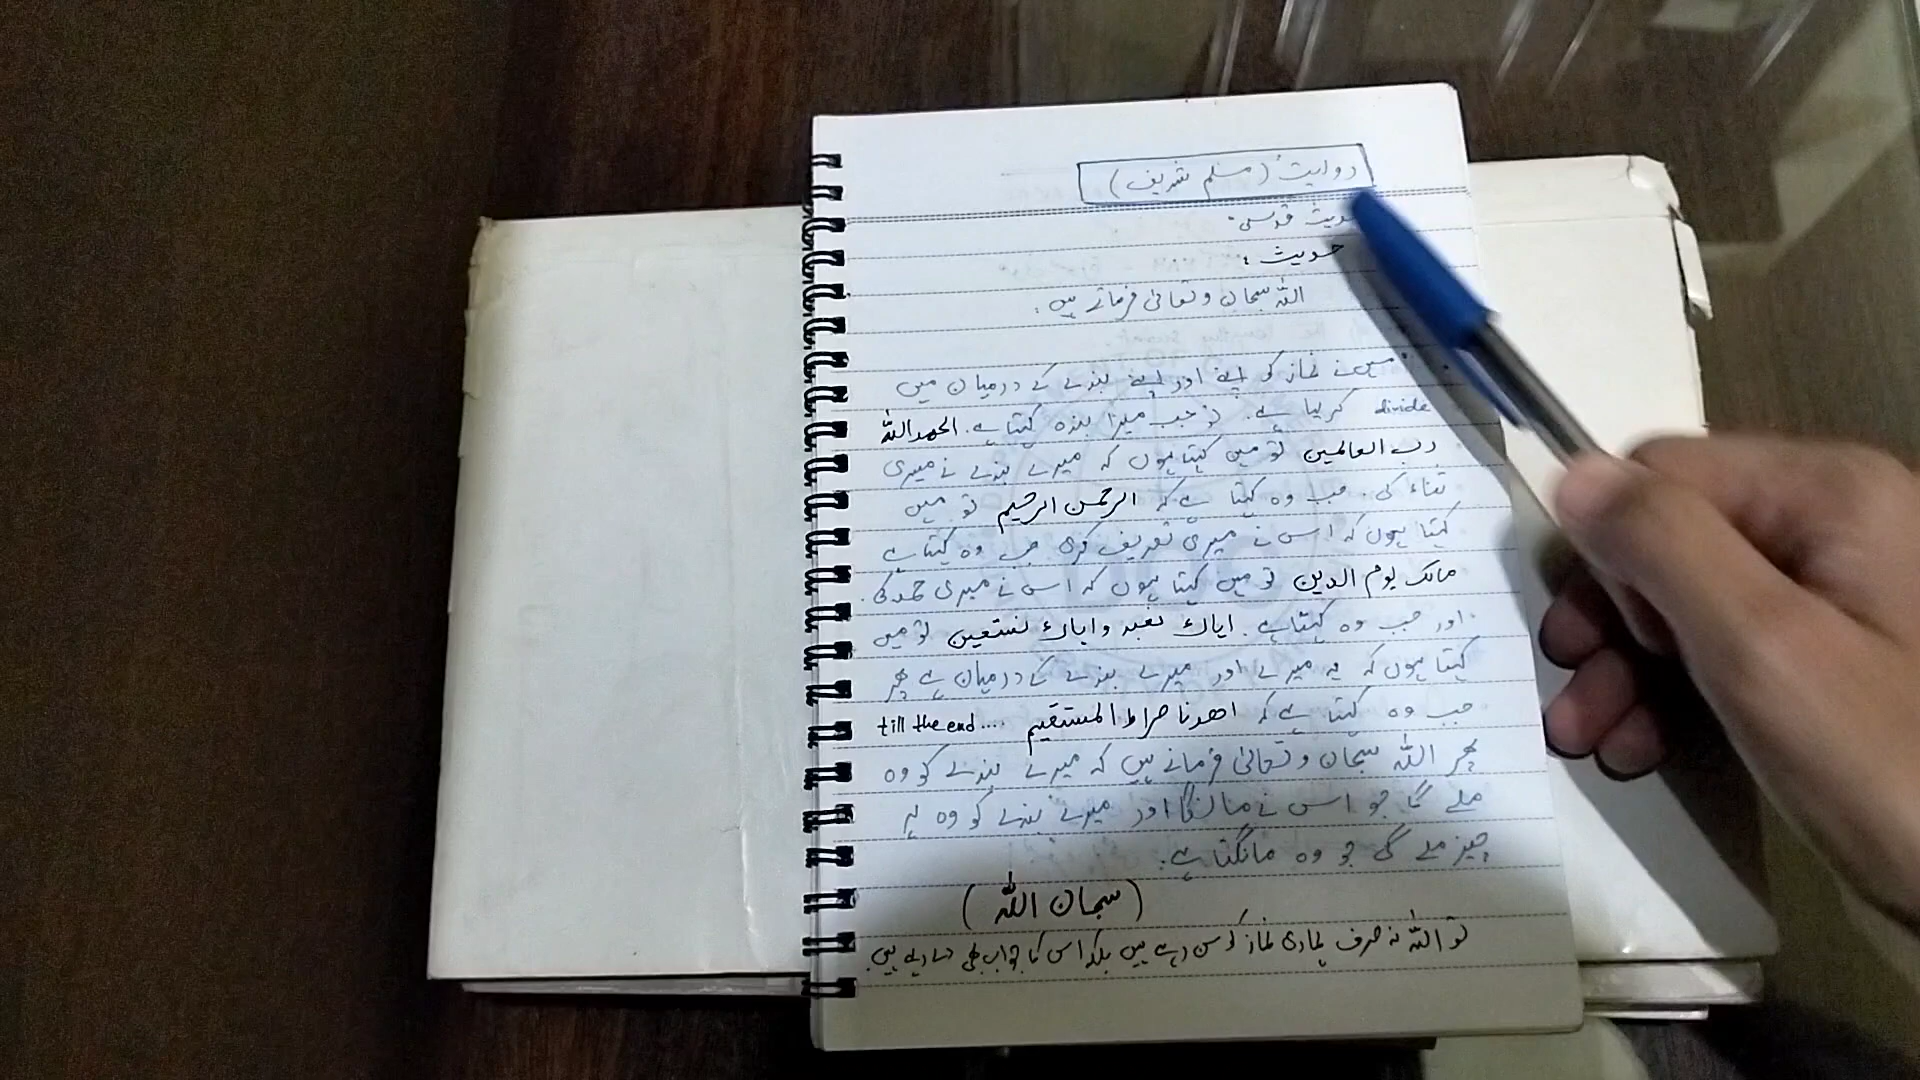 روایتُ (مسلم شریف)
حدیث قدسی:
حدیث:
اللہ سبحان وتعالیٰ فرماتے ہیں:
"میں نے نماز کو اپنے اور اپنے بندے کے درمیان میں
divide کر لیا ہے۔ تو جب میرا بندہ کہتا ہے۔ الحمداللہ
رب العالمین تو میں کہتا ہوں کہ میرے بندے نے میری
ثناء کی۔ جب وہ کہتا ہے کہ الرحمن الرحیم تو میں
کہتا ہوں کہ اس نے میری تعریف کری جب وہ کہتا ہے
مالک یوم الدین تو میں کہتا ہوں کہ اس نے میری حمد کی۔
اور جب وہ کہتا ہے۔ ایاک نعبد وایاک نستعین تو میں
کہتا ہوں کہ یہ میرے اور میرے بندے کے درمیان ہے پھر
جب وہ کہتا ہے کہ اھدنا صراط المستقیم .... till the end
پھر اللہ سبحان وتعالیٰ فرماتے ہیں کہ میرے بندے کو وہ
ملے گا جو اس نے مانگا اور میرے بندے کو وہ ہر
چیز ملے گی جو وہ مانگتا ہے۔
(سبحان اللہ)
تو اللہ نہ صرف ہماری نماز کو سن رہے ہیں بلکہ اس کا جواب بھی دے رہے ہیں۔